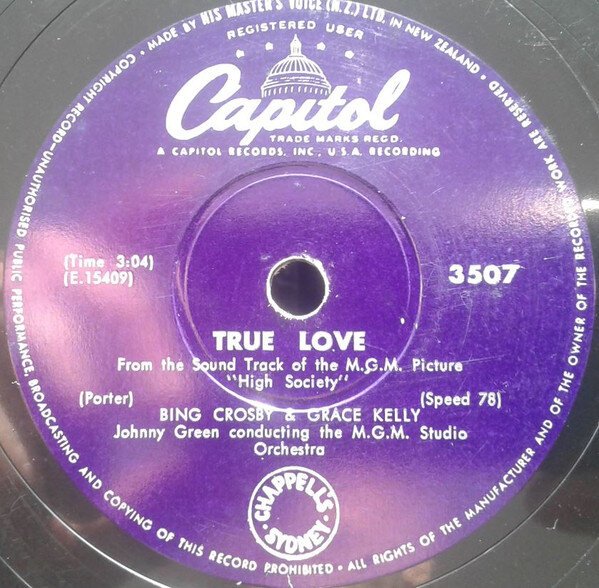 MADE BY HIS MASTER'S VOICE (N.Z.) LTD. IN NEW ZEALAND •
REGISTERED USER
Capitol
TRADE MARKS REGD.
A CAPITOL RECORDS, INC., U.S.A. RECORDING
(Time 3:04)
(E.15409)
3507
TRUE LOVE
From the Sound Track of the M.G.M. Picture
"High Society"
(Porter)
(Speed 78)
BING CROSBY & GRACE KELLY
Johnny Green conducting the M.G.M. Studio
Orchestra
CHAPPELL'S
SYDNEY
COPYRIGHT RECORD—UNAUTHORISED PUBLIC PERFORMANCE, BROADCASTING AND COPYING OF THIS RECORD PROHIBITED • ALL RIGHTS OF THE MANUFACTURER AND OF THE OWNER OF THE RECORDED WORK ARE RESERVED